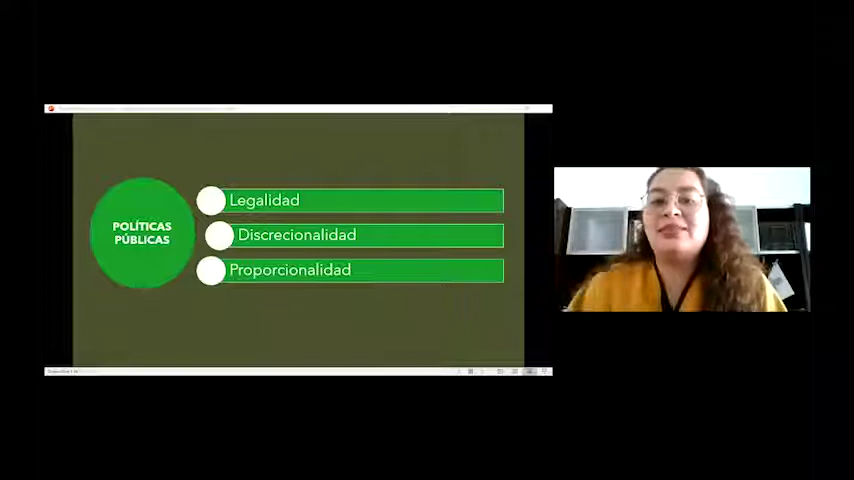 POLÍTICAS
PÚBLICAS
Legalidad
Discrecionalidad
Proporcionalidad